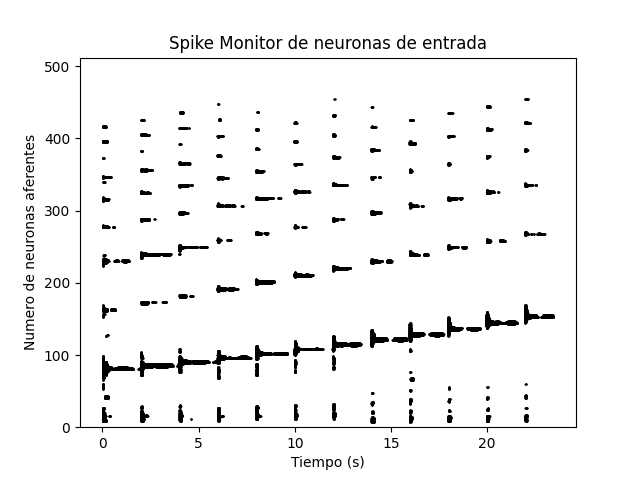 Spike Monitor de neuronas de entrada
Numero de neuronas aferentes
500
400
300
200
100
0
0 5 10 15 20
Tiempo (s)